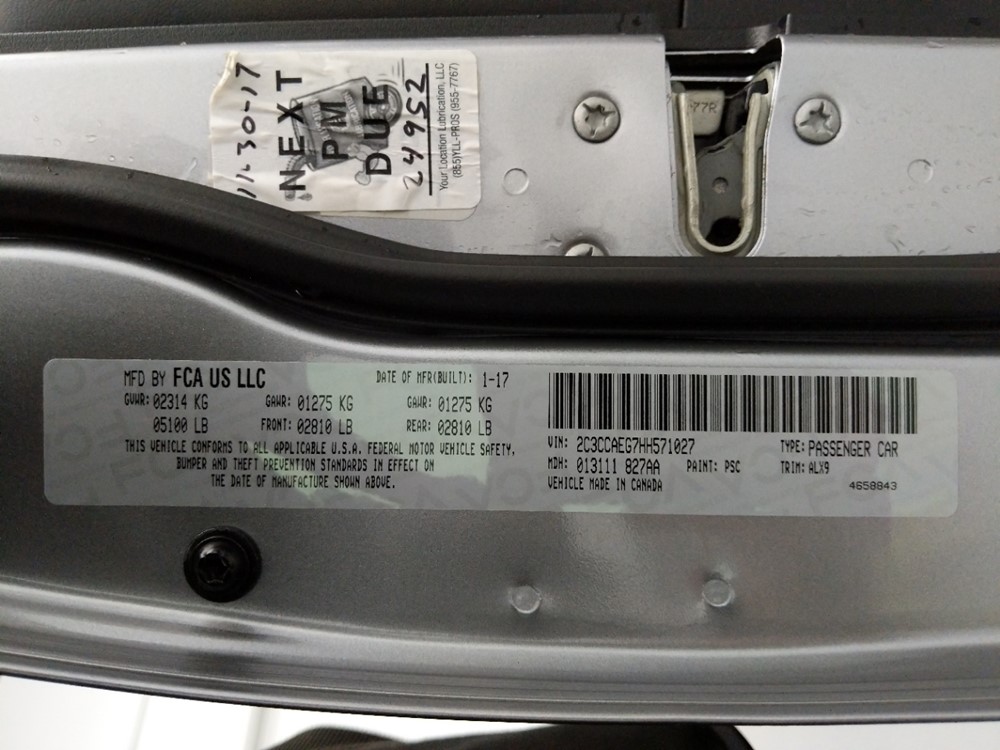 11-30-17
NEXT
PM
DUE
24952
Your Location Lubrication, LLC
(855)YLL-PROS (955-7767)
77R
MFD BY FCA US LLC
DATE OF MFR(BUILT): 1-17
GVWR: 02314 KG GAWR: 01275 KG GAWR: 01275 KG
05100 LB FRONT: 02810 LB REAR: 02810 LB
THIS VEHICLE CONFORMS TO ALL APPLICABLE U.S.A. FEDERAL MOTOR VEHICLE SAFETY,
BUMPER AND THEFT PREVENTION STANDARDS IN EFFECT ON
THE DATE OF MANUFACTURE SHOWN ABOVE.
VIN: 2C3CCAEG7HH571027 TYPE: PASSENGER CAR
MDH: 013111 827AA PAINT: PSC TRIM: ALX9
VEHICLE MADE IN CANADA 4658843